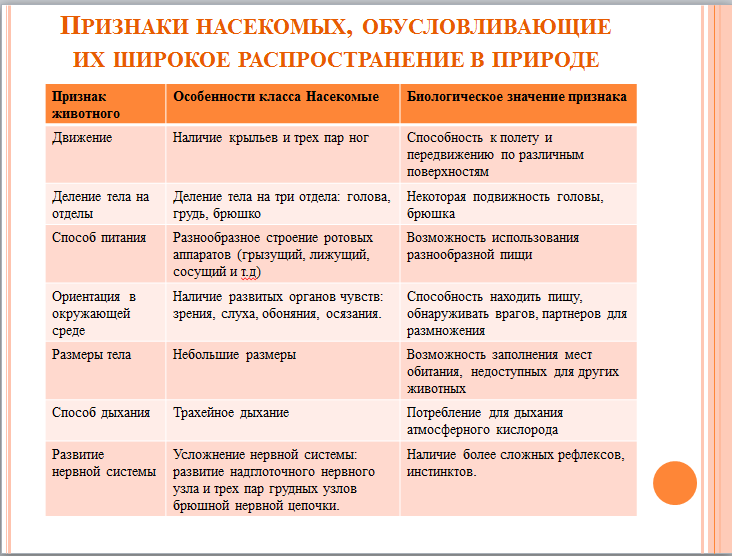 Признаки насекомых, обусловливающие
их широкое распространение в природе
Признак животного
Особенности класса Насекомые
Биологическое значение признака
Движение
Наличие крыльев и трех пар ног
Способность к полету и
передвижению по различным
поверхностям
Деление тела на
отделы
Деление тела на три отдела: голова,
грудь, брюшко
Некоторая подвижность головы,
брюшка
Способ питания
Разнообразное строение ротовых
аппаратов (грызущий, лижущий,
сосущий и т.д)
Возможность использования
разнообразной пищи
Ориентация в
окружающей
среде
Наличие развитых органов чувств:
зрения, слуха, обоняния, осязания.
Способность находить пищу,
обнаруживать врагов, партнеров для
размножения
Размеры тела
Небольшие размеры
Возможность заполнения мест
обитания, недоступных для других
животных
Способ дыхания
Трахейное дыхание
Потребление для дыхания
атмосферного кислорода
Развитие
нервной системы
Усложнение нервной системы:
развитие надглоточного нервного
узла и трех пар грудных узлов
брюшной нервной цепочки.
Наличие более сложных рефлексов,
инстинктов.